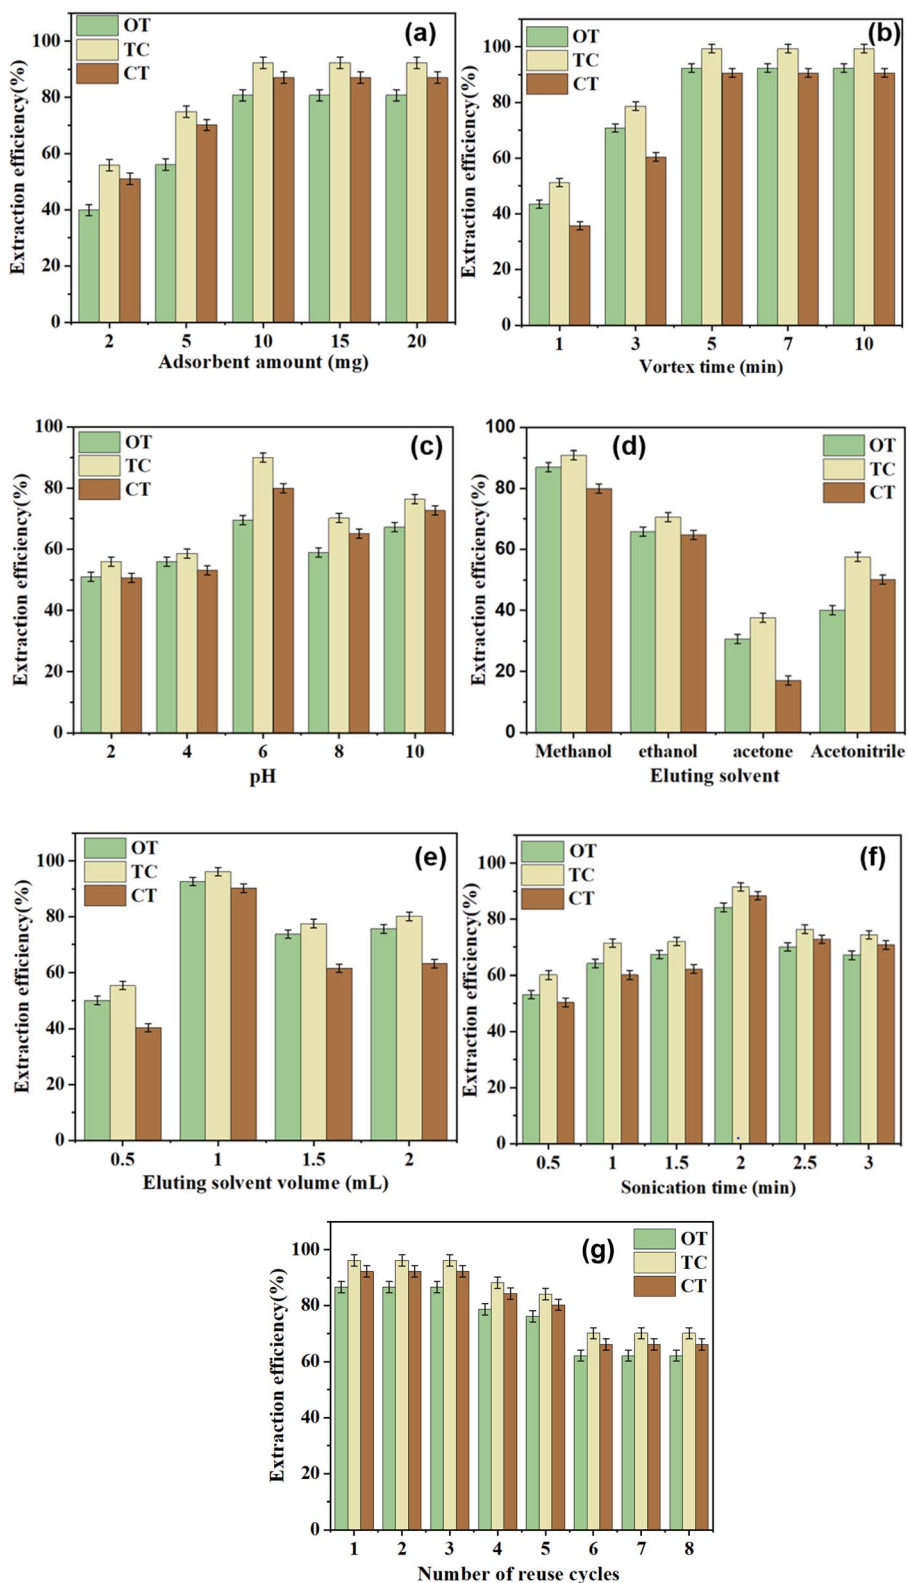 (a)
OT
TC
CT
100
80
60
40
20
0
Extraction efficiency(%)
2 5 10 15 20
Adsorbent amount (mg)
(b)
OT
TC
CT
100
80
60
40
20
0
Extraction efficiency(%)
1 3 5 7 10
Vortex time (min)
(c)
OT
TC
CT
100
80
60
40
20
0
Extraction efficiency(%)
2 4 6 8 10
pH
(d)
OT
TC
CT
100
80
60
40
20
0
Extraction efficiency(%)
Methanol ethanol acetone Acetonitrile
Eluting solvent
(e)
OT
TC
CT
100
80
60
40
20
0
Extraction efficiency(%)
0.5 1 1.5 2
Eluting solvent volume (mL)
(f)
OT
TC
CT
100
80
60
40
20
0
Extraction efficiency(%)
0.5 1 1.5 2 2.5 3
Sonication time (min)
(g)
OT
TC
CT
100
80
60
40
20
0
Extraction efficiency(%)
1 2 3 4 5 6 7 8
Number of reuse cycles